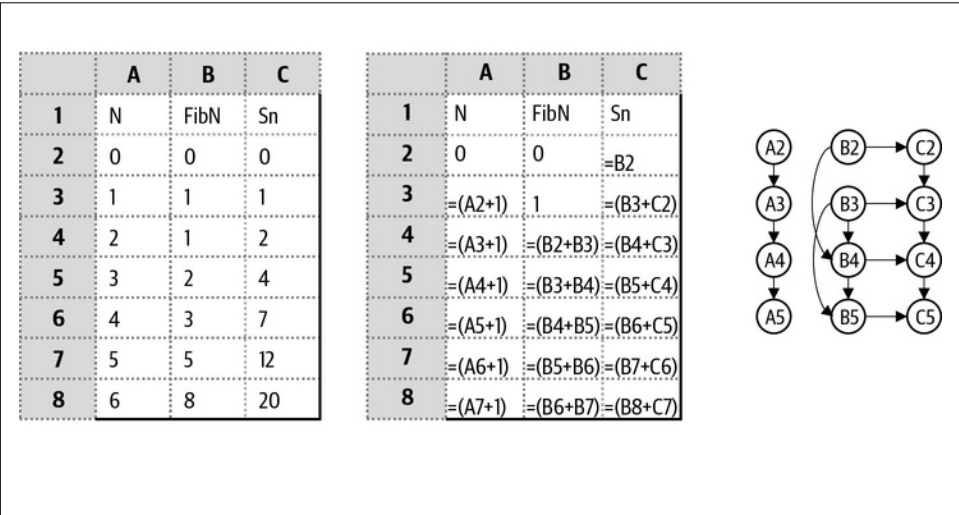 A B C
1 N FibN Sn
2 0 0 0
3 1 1 1
4 2 1 2
5 3 2 4
6 4 3 7
7 5 5 12
8 6 8 20
A B C
1 N FibN Sn
2 0 0 =B2
3 =(A2+1) 1 =(B3+C2)
4 =(A3+1) =(B2+B3) =(B4+C3)
5 =(A4+1) =(B3+B4) =(B5+C4)
6 =(A5+1) =(B4+B5) =(B6+C5)
7 =(A6+1) =(B5+B6) =(B7+C6)
8 =(A7+1) =(B6+B7) =(B8+C7)
A2 B2 C2
A3 B3 C3
A4 B4 C4
A5 B5 C5